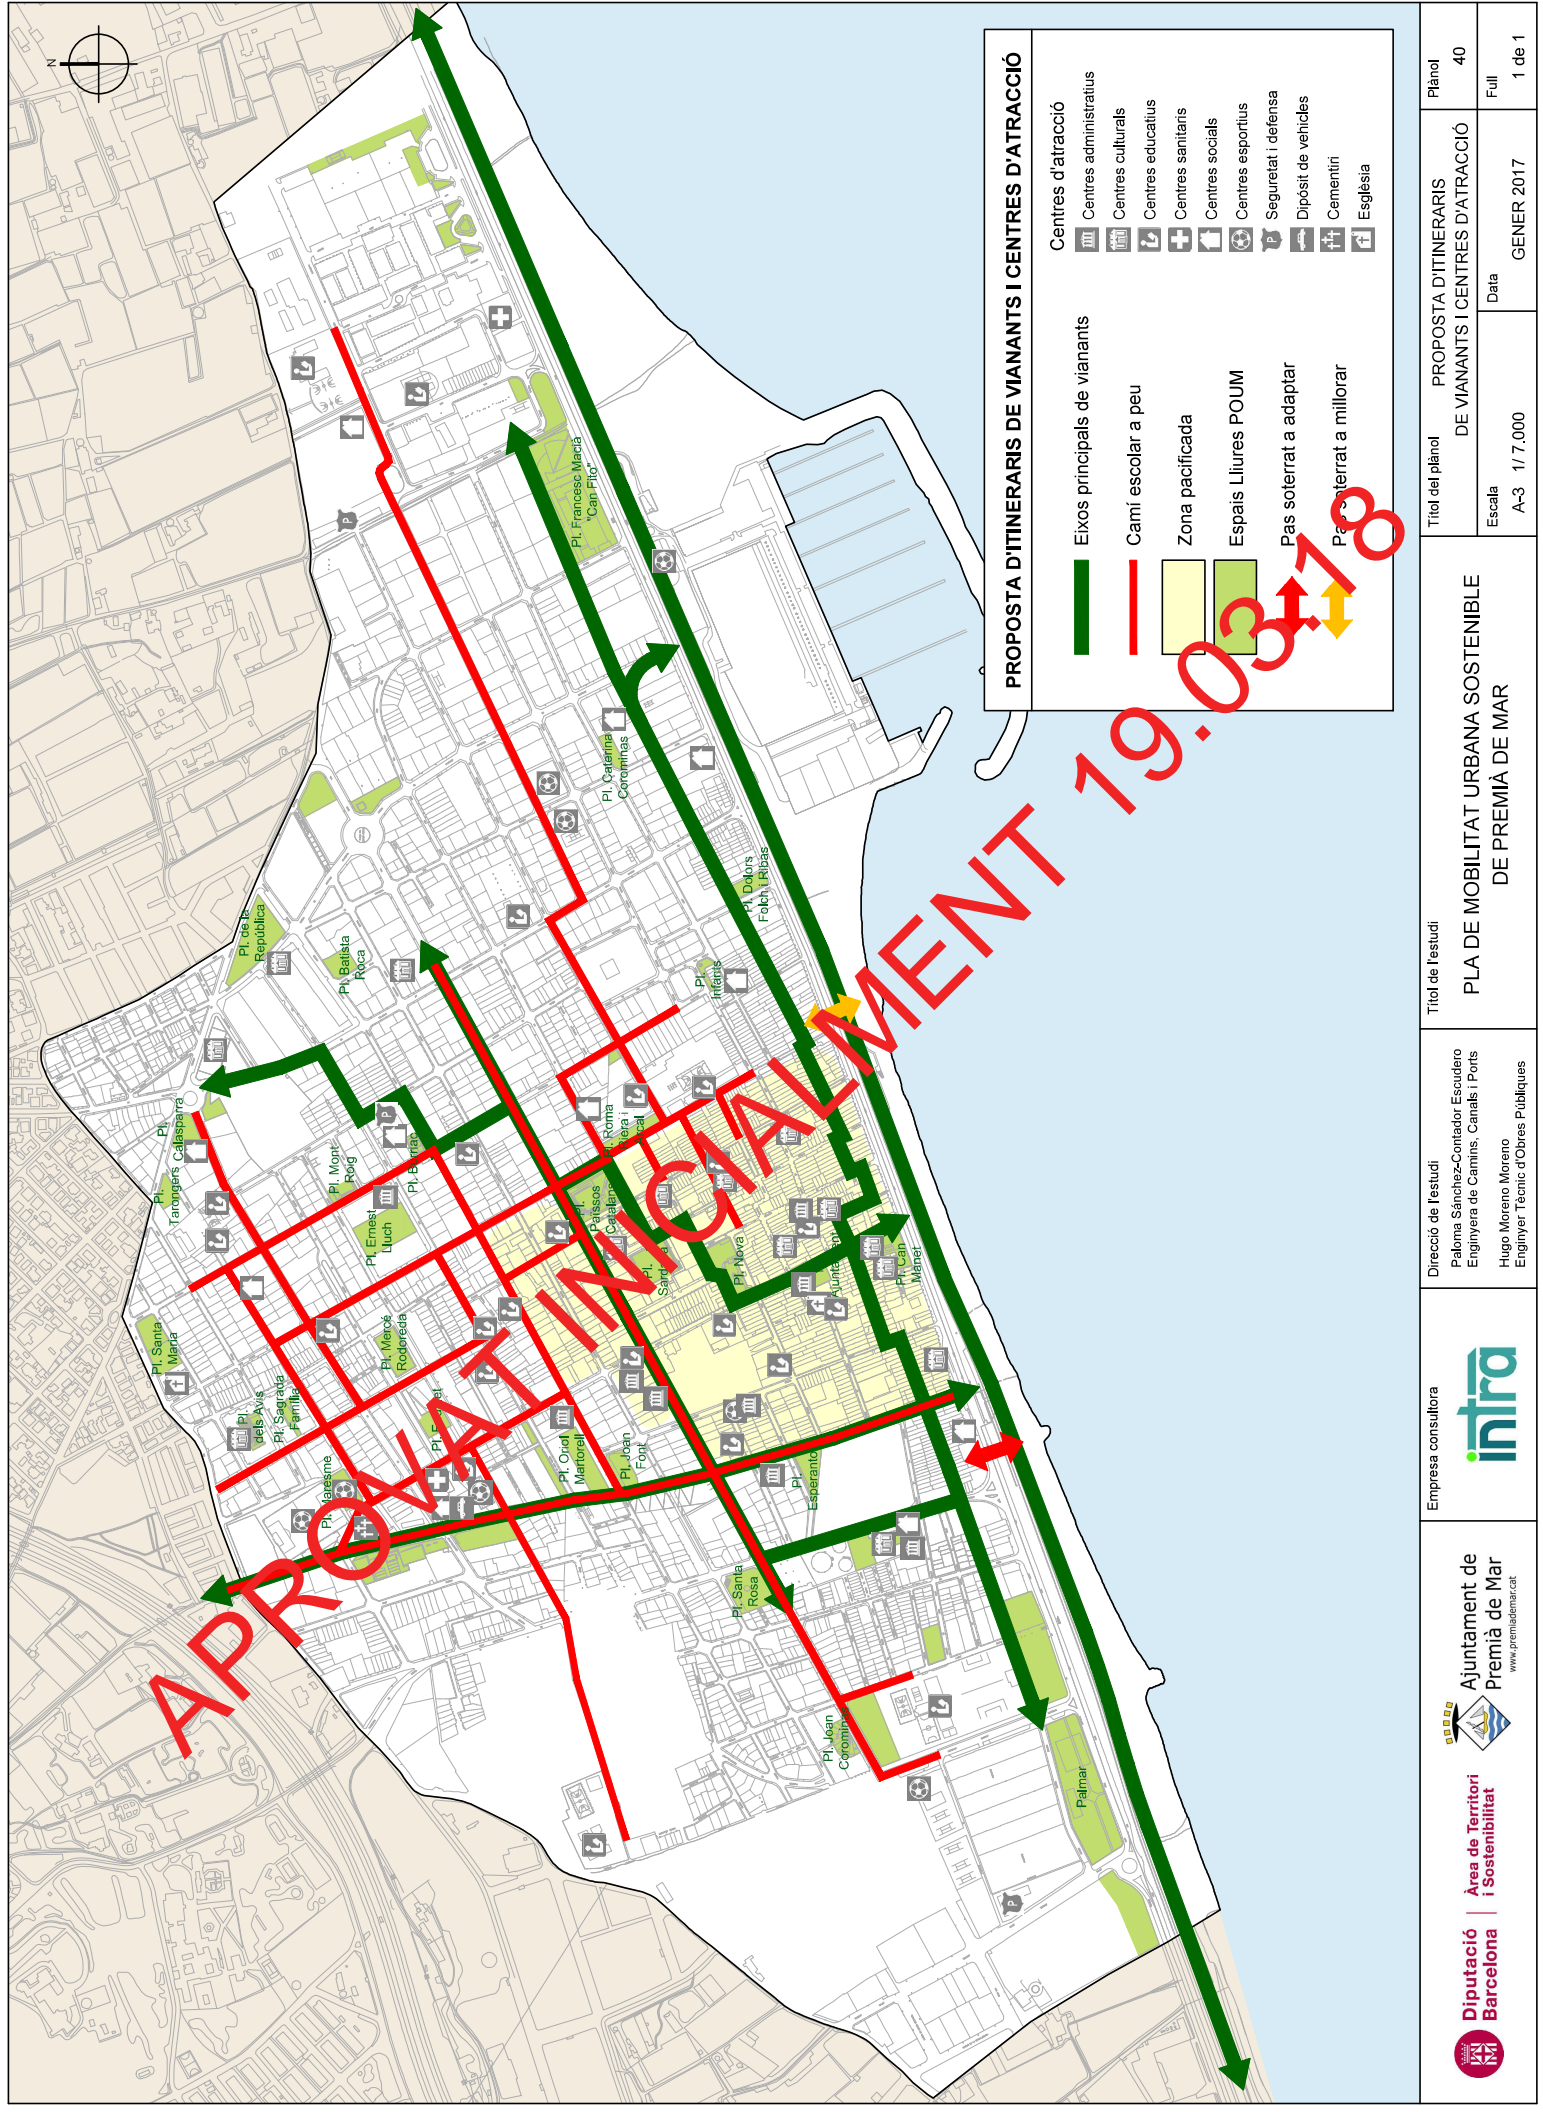 N
PROPOSTA D'ITINERARIS DE VIANANTS I CENTRES D'ATRACCIÓ
Eixos principals de vianants
Camí escolar a peu
Zona pacificada
Espais Lliures POUM
Pas soterrat a adaptar
Pas soterrat a millorar
Centres d'atracció
Centres administratius
Centres culturals
Centres educatius
Centres sanitaris
Centres socials
Centres esportius
Seguretat i defensa
Dipòsit de vehicles
Cementiri
Església
APROVAT INICIALMENT 19.03.18
Pl. Francesc Macià
"Can Fito"
Pl. Caterina
Corominas
Pl. Dolors
Folch i Ribas
Pl.
Infants
Pl. de la
República
Pl. Batista
Roca
Pl.
Calasparra
Pl.
Tarongers
Pl. Mont-
Roig
Pl. Ernest
Lluch
Pl. Mercè
Rodoreda
Pl. Santa
Maria
Pl.
dels Avis
Pl. Sagrada
Família
Pl. Maresme
Pl. Oriol
Martorell
Pl. Joan
Font
Pl.
Esperanto
Pl. Santa
Rosa
Pl. Joan
Corominas
Palmar
Pl. Roma
Riera i
Arcal
Pl.
Països
Catalans
Pl. Nova
Ajuntament
Pl. Can
Manet
Diputació
Barcelona
Àrea de Territori
i Sostenibilitat
Ajuntament de
Premià de Mar
www.premiademar.cat
Empresa consultora
intra
Direcció de l'estudi
Paloma Sánchez-Contador Escudero
Enginyera de Camins, Canals i Ports
Hugo Moreno Moreno
Enginyer Tècnic d'Obres Públiques
Títol de l'estudi
PLA DE MOBILITAT URBANA SOSTENIBLE
DE PREMIÀ DE MAR
Títol del plànol
PROPOSTA D'ITINERARIS
DE VIANANTS I CENTRES D'ATRACCIÓ
Plànol
40
Escala
A-3 1/ 7.000
Data
GENER 2017
Full
1 de 1